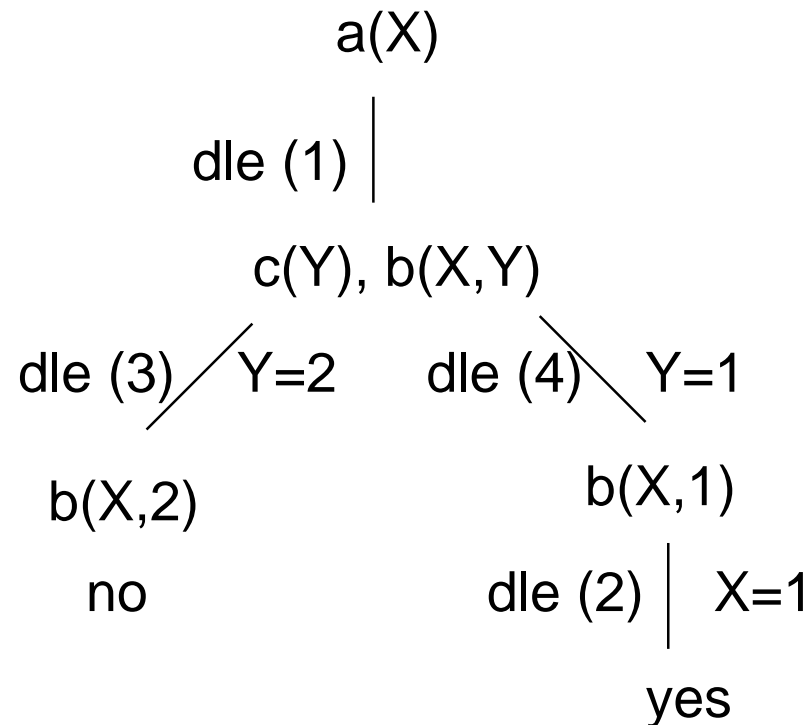 a(X)
dle (1)
c(Y), b(X,Y)
dle (3) Y=2 dle (4) Y=1
b(X,2) b(X,1)
no dle (2) X=1
yes